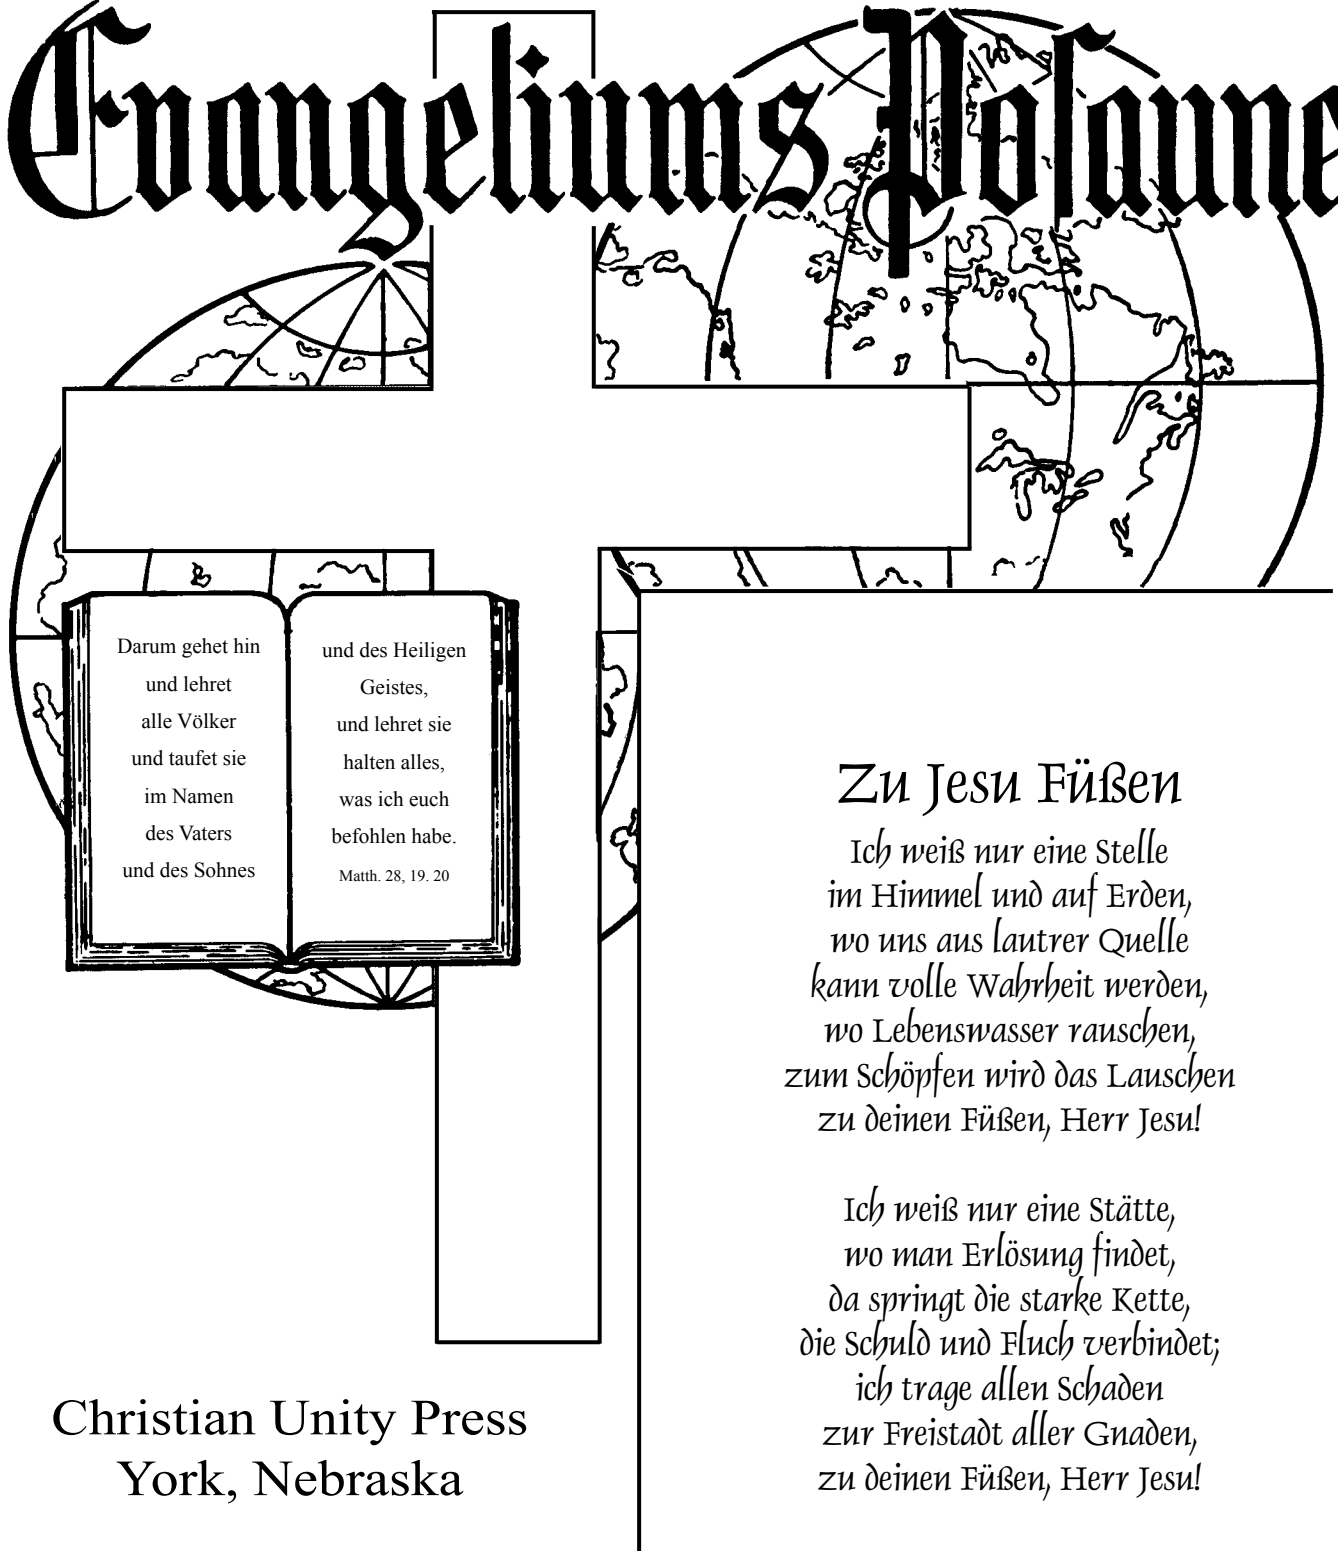 Evangeliums Posaune
Darum gehet hin
und lehret
alle Völker
und taufet sie
im Namen
des Vaters
und des Sohnes
und des Heiligen
Geistes,
und lehret sie
halten alles,
was ich euch
befohlen habe.
Matth. 28, 19. 20
Zu Jesu Füßen
Ich weiß nur eine Stelle
im Himmel und auf Erden,
wo uns aus lautrer Quelle
kann volle Wahrheit werden,
wo Lebenswasser rauschen,
zum Schöpfen wird das Lauschen
zu deinen Füßen, Herr Jesu!
Ich weiß nur eine Stätte,
wo man Erlösung findet,
da springt die starke Kette,
die Schuld und Fluch verbindet;
ich trage allen Schaden
zur Freistadt aller Gnaden,
zu deinen Füßen, Herr Jesu!
Christian Unity Press
York, Nebraska